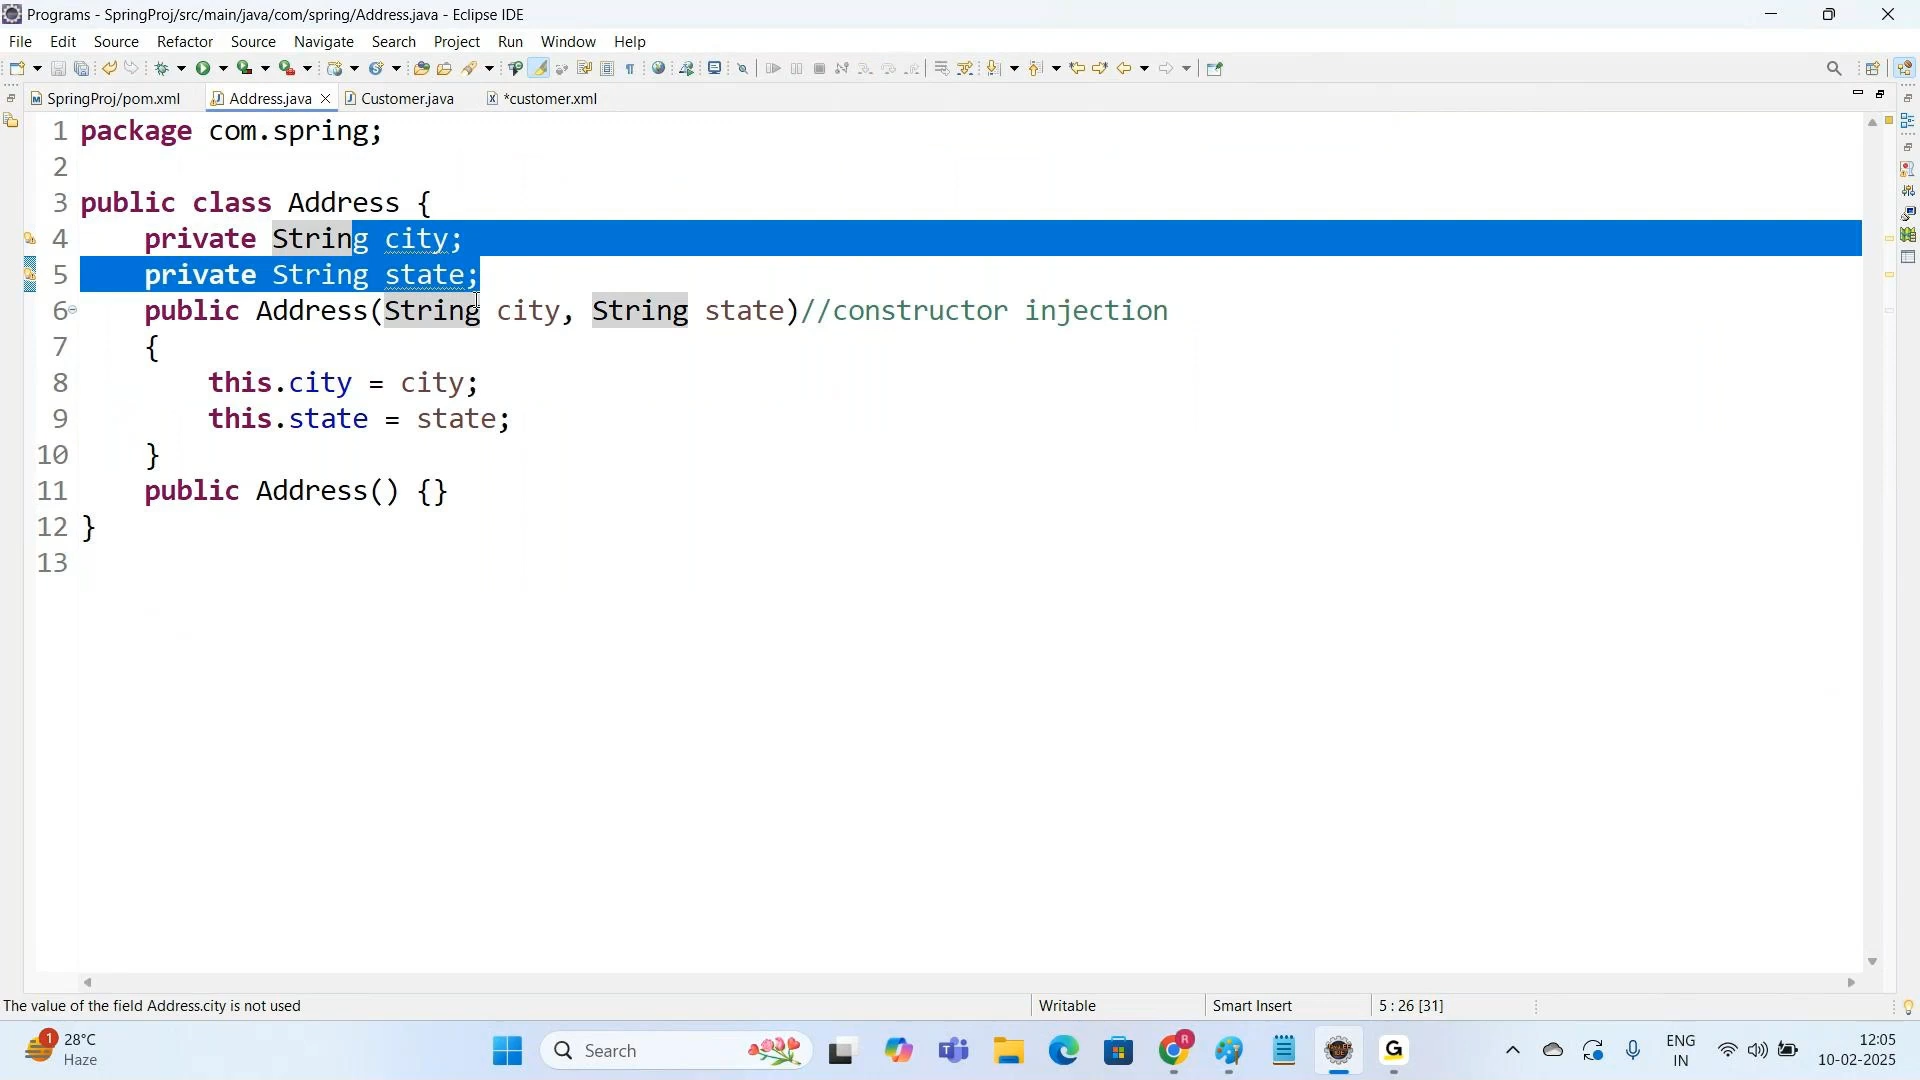 Programs - SpringProj/src/main/java/com/spring/Address.java - Eclipse IDE
File Edit Source Refactor Source Navigate Search Project Run Window Help
SpringProj/pom.xml Address.java Customer.java *customer.xml
1 package com.spring;
2
3 public class Address {
4 private String city;
5 private String state;
6 public Address(String city, String state)//constructor injection
7 {
8 this.city = city;
9 this.state = state;
10 }
11 public Address() {}
12 }
13
The value of the field Address.city is not used Writable Smart Insert 5 : 26 [31]
1 28°C
Haze
Search
R
G
ENG
IN
12:05
10-02-2025